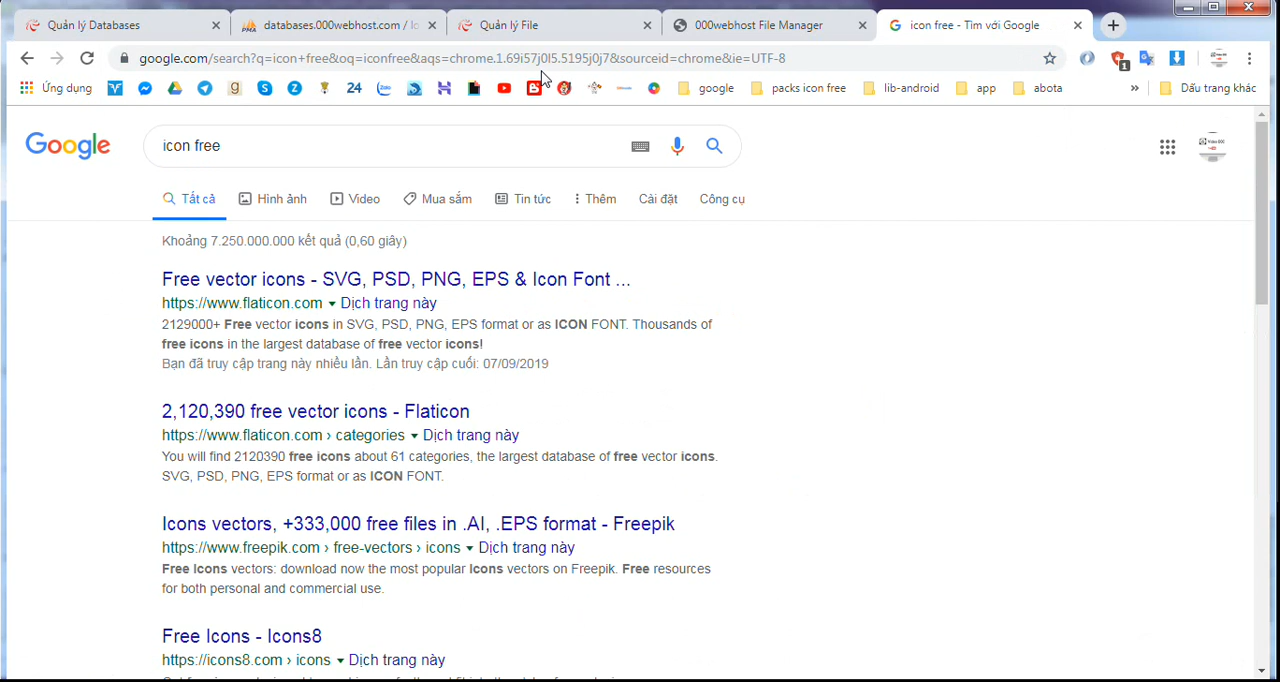 Quản lý Databases
databases.000webhost.com / lo
Quản lý File
000webhost File Manager
icon free - Tìm với Google
google.com/search?q=icon+free&oq=iconfree&aqs=chrome.1.69i57j0l5.5195j0j7&sourceid=chrome&ie=UTF-8
Ứng dụng
24
google
packs icon free
lib-android
app
abota
Dấu trang khác
Google
icon free
Tất cả
Hình ảnh
Video
Mua sắm
Tin tức
Thêm
Cài đặt
Công cụ
Khoảng 7.250.000.000 kết quả (0,60 giây)
Free vector icons - SVG, PSD, PNG, EPS & Icon Font ...
https://www.flaticon.com ▾ Dịch trang này
2129000+ Free vector icons in SVG, PSD, PNG, EPS format or as ICON FONT. Thousands of
free icons in the largest database of free vector icons!
Bạn đã truy cập trang này nhiều lần. Lần truy cập cuối: 07/09/2019
2,120,390 free vector icons - Flaticon
https://www.flaticon.com › categories ▾ Dịch trang này
You will find 2120390 free icons about 61 categories, the largest database of free vector icons.
SVG, PSD, PNG, EPS format or as ICON FONT.
Icons vectors, +333,000 free files in .AI, .EPS format - Freepik
https://www.freepik.com › free-vectors › icons ▾ Dịch trang này
Free Icons vectors: download now the most popular Icons vectors on Freepik. Free resources
for both personal and commercial use.
Free Icons - Icons8
https://icons8.com › icons ▾ Dịch trang này